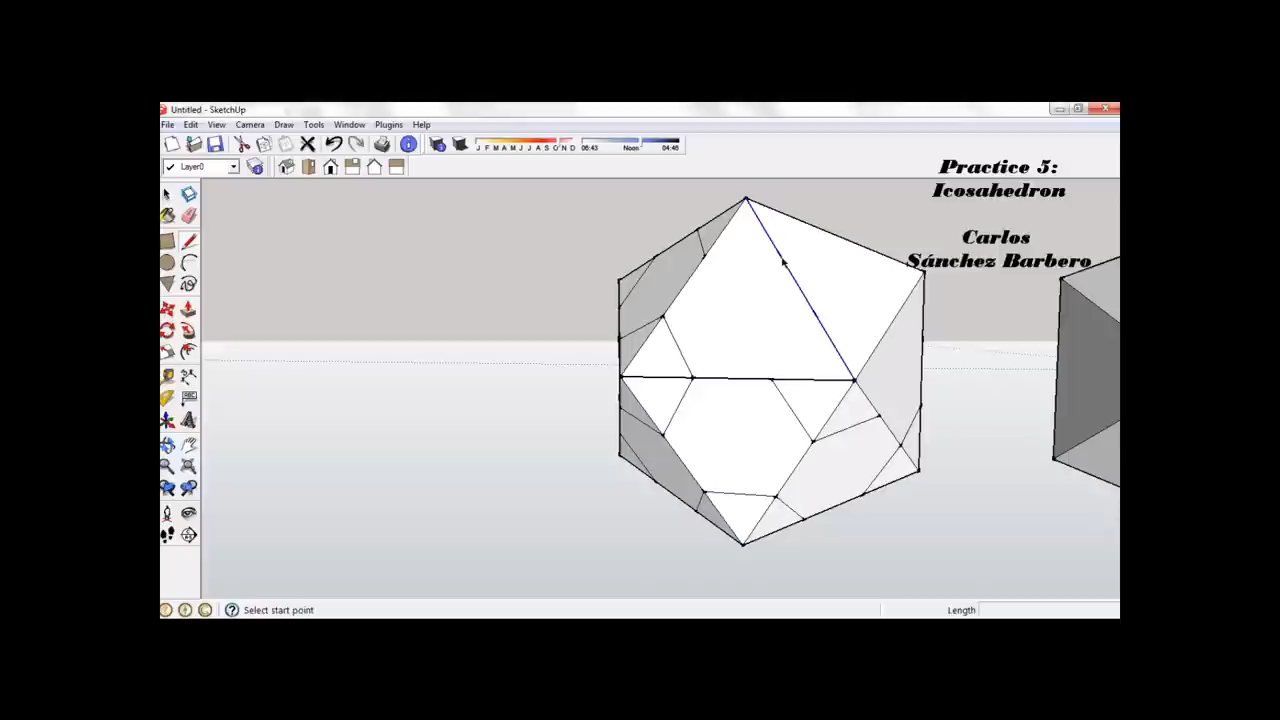 Untitled - SketchUp
File Edit View Camera Draw Tools Window Plugins Help
J F M A M J J A S O N D 06:43 Noon 04:46
Layer0
Practice 5:
Icosahedron
Carlos
Sánchez Barbero
Select start point
Length